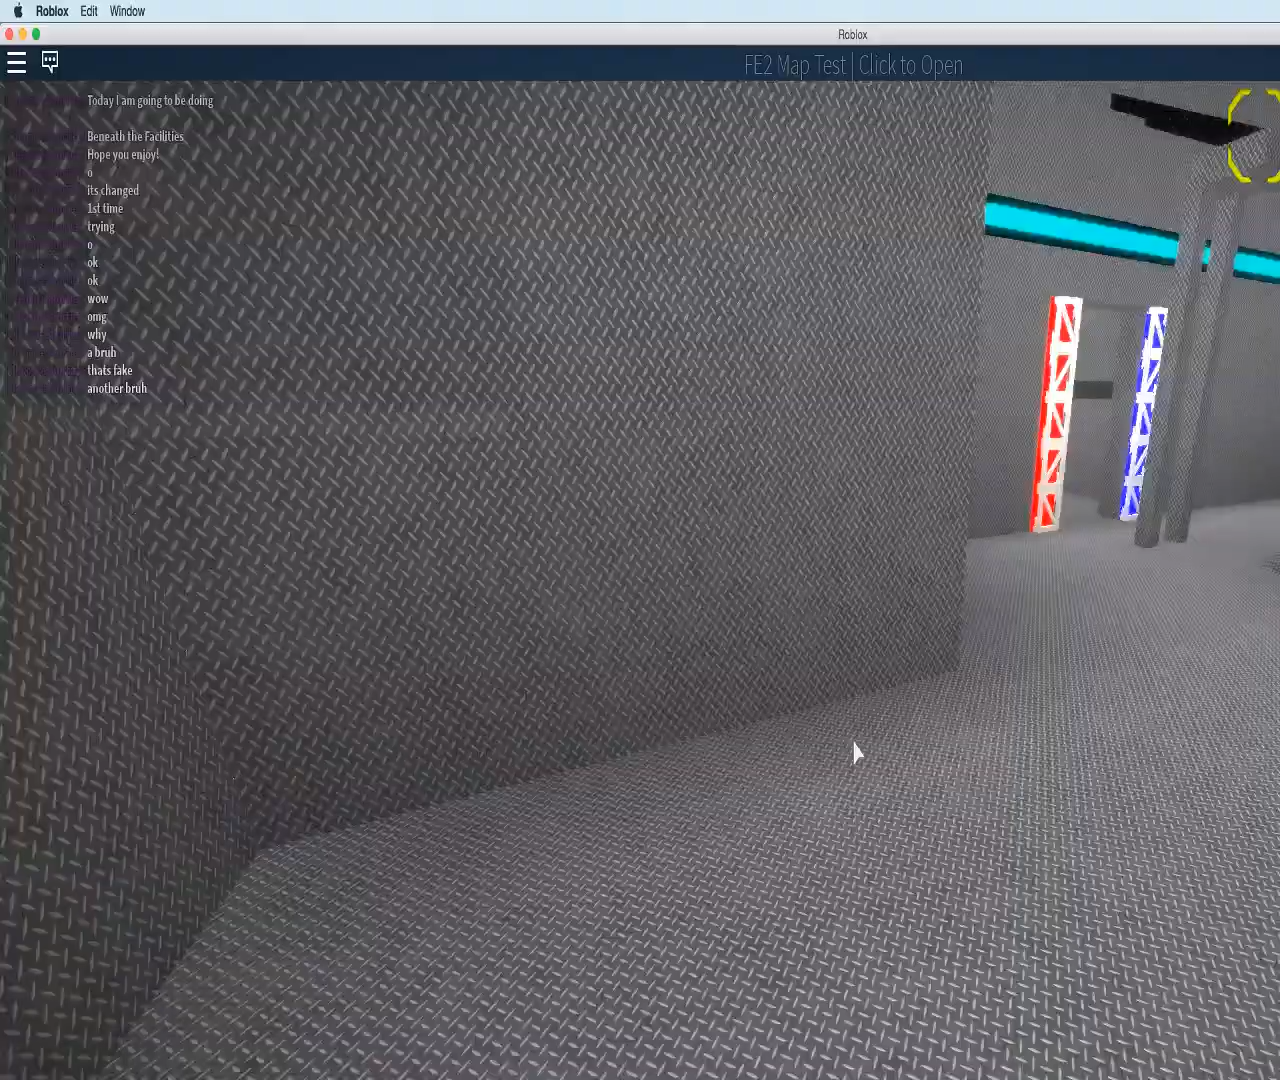 Roblox Edit Window
Roblox
FE2 Map Test | Click to Open
Today I am going to be doing
Beneath the Facilities
Hope you enjoy!
o
its changed
1st time
trying
o
ok
ok
wow
omg
why
a bruh
thats fake
another bruh